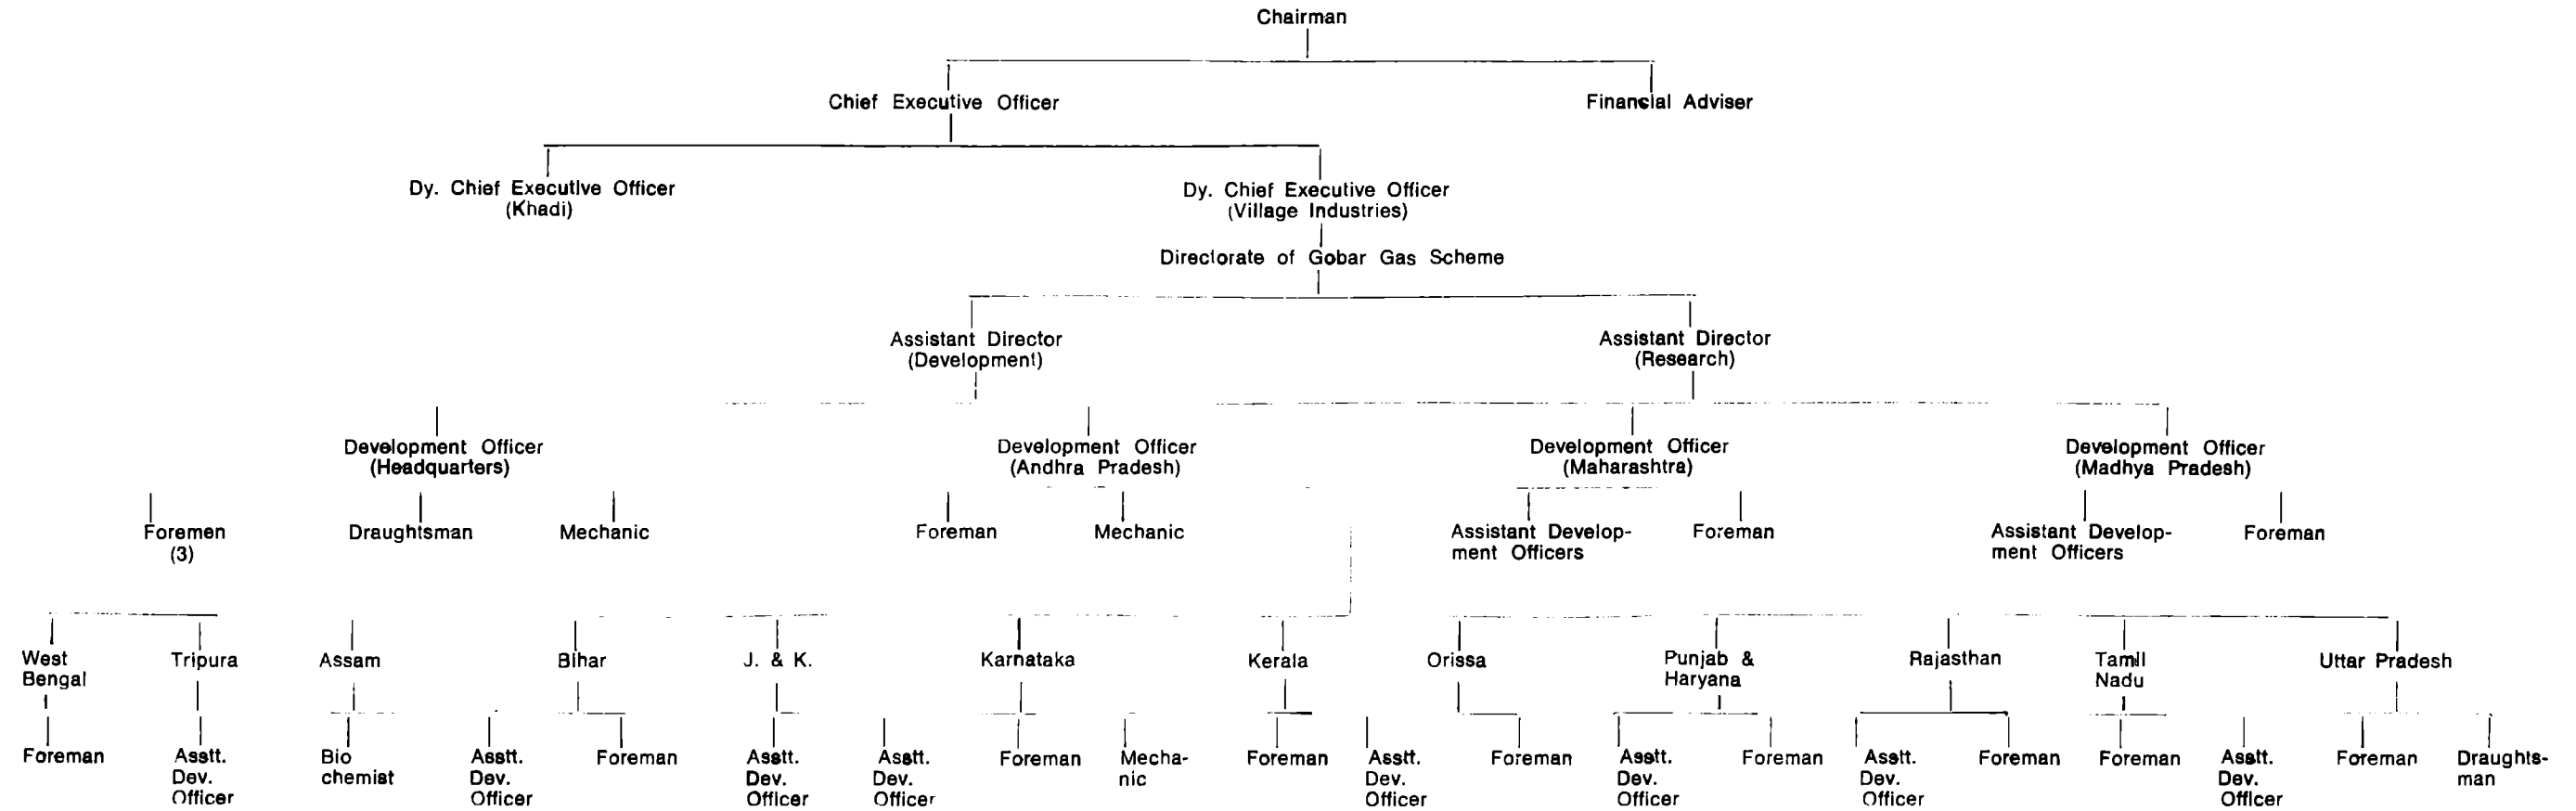 Chairman
Chief Executive Officer
Financial Adviser
Dy. Chief Executive Officer
(Khadi)
Dy. Chief Executive Officer
(Village Industries)
Directorate of Gobar Gas Scheme
Assistant Director
(Development)
Assistant Director
(Research)
Development Officer
(Headquarters)
Development Officer
(Andhra Pradesh)
Development Officer
(Maharashtra)
Development Officer
(Madhya Pradesh)
Foremen
(3)
Draughtsman
Mechanic
Foreman
Mechanic
Assistant Develop-
ment Officers
Foreman
Assistant Develop-
ment Officers
Foreman
West
Bengal
Tripura
Assam
Bihar
J. & K.
Karnataka
Kerala
Orissa
Punjab &
Haryana
Rajasthan
Tamil
Nadu
Uttar Pradesh
Foreman
Asstt.
Dev.
Officer
Bio
chemist
Asstt.
Dev.
Officer
Foreman
Asstt.
Dev.
Officer
Asstt.
Dev.
Officer
Foreman
Mecha-
nic
Foreman
Asstt.
Dev.
Officer
Foreman
Asstt.
Dev.
Officer
Foreman
Asstt.
Dev.
Officer
Foreman
Foreman
Asstt.
Dev.
Officer
Foreman
Draughts-
man